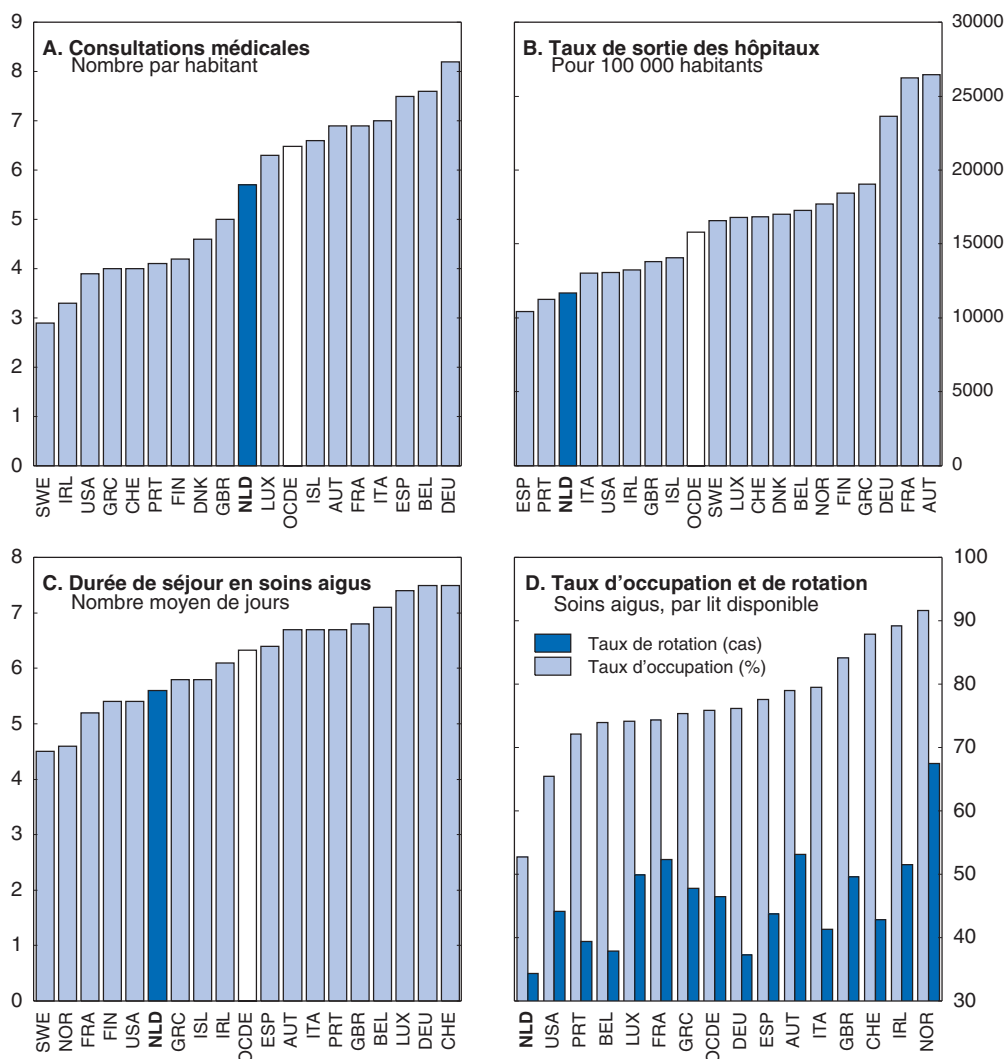 A. Consultations médicales
Nombre par habitant
9
8
7
6
5
4
3
2
1
0
SWE IRL USA GRC CHE PRT FIN DNK GBR NLD LUX OCDE ISL AUT FRA ITA ESP BEL DEU
B. Taux de sortie des hôpitaux
Pour 100 000 habitants
30000
25000
20000
15000
10000
5000
0
ESP PRT NLD ITA USA IRL GBR ISL OCDE SWE LUX CHE DNK BEL NOR FIN GRC DEU FRA AUT
C. Durée de séjour en soins aigus
Nombre moyen de jours
8
7
6
5
4
3
2
1
0
SWE NOR FRA FIN USA NLD GRC ISL IRL OCDE ESP AUT ITA PRT GBR BEL LUX DEU CHE
D. Taux d'occupation et de rotation
Soins aigus, par lit disponible
Taux de rotation (cas)
Taux d'occupation (%)
100
90
80
70
60
50
40
30
NLD USA PRT BEL LUX FRA GRC OCDE DEU ESP AUT ITA GBR CHE IRL NOR